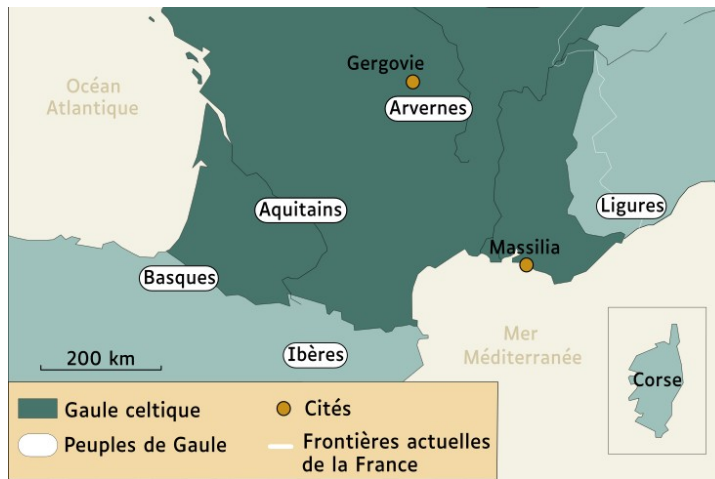 Gergovie
Océan
Atlantique
Arvernes
Aquitains
Ligures
Massilia
Basques
Mer
Méditerranée
200 km
Ibères
Corse
Gaule celtique
Cités
Peuples de Gaule
Frontières actuelles
de la France